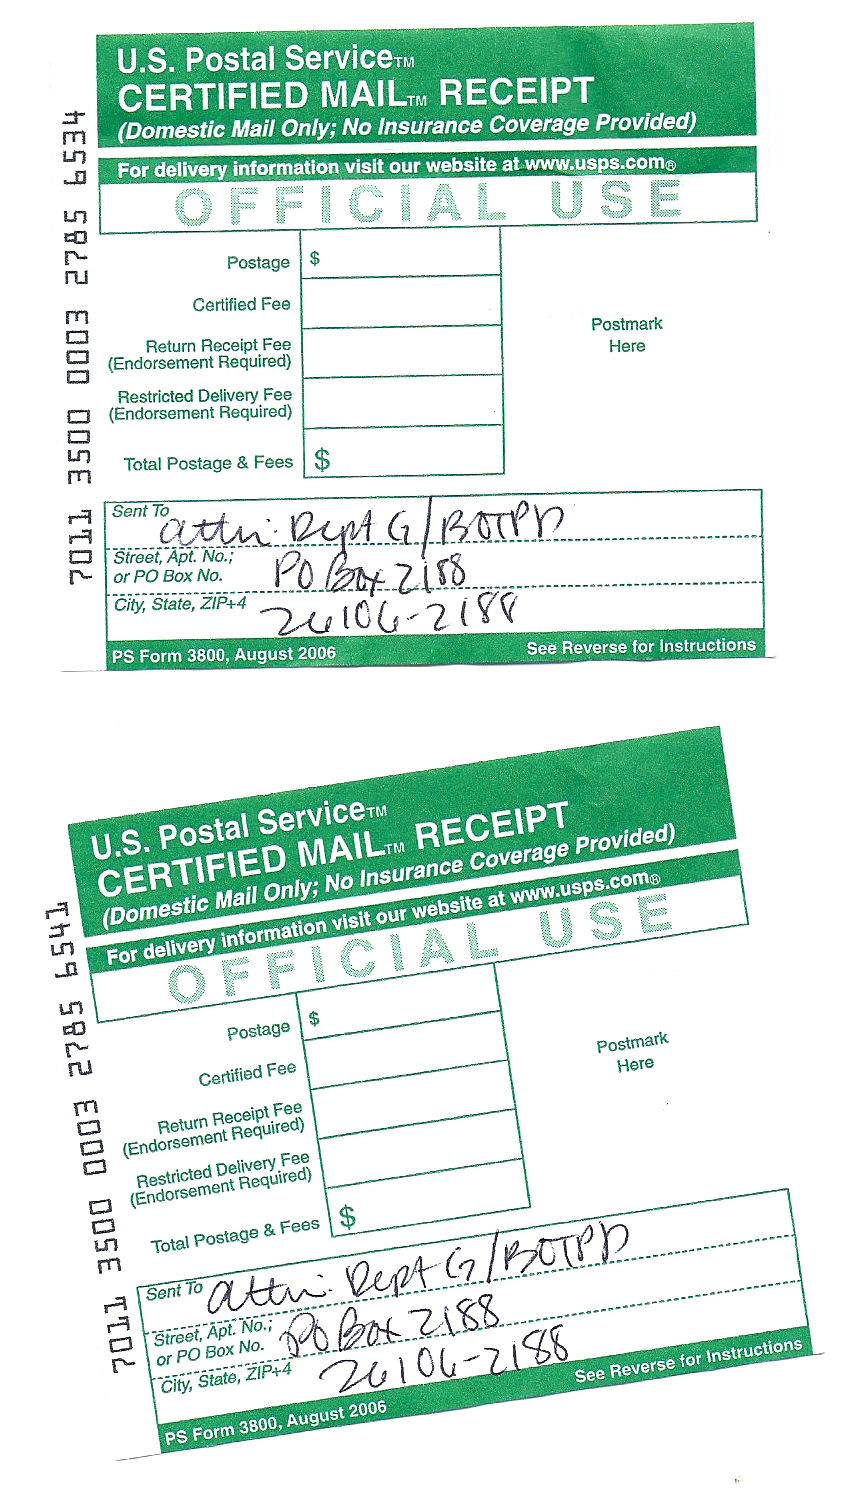 U.S. Postal Service™
CERTIFIED MAIL™ RECEIPT
(Domestic Mail Only; No Insurance Coverage Provided)
For delivery information visit our website at www.usps.com®
OFFICIAL USE
7011 3500 0003 2785 6534
Postage $
Certified Fee
Return Receipt Fee
(Endorsement Required)
Restricted Delivery Fee
(Endorsement Required)
Total Postage & Fees $
Postmark
Here
Sent To attn: Dept G/BOTPD
Street, Apt. No.;
or PO Box No. PO Box 2188
City, State, ZIP+4 26106-2188
PS Form 3800, August 2006 See Reverse for Instructions
U.S. Postal Service™
CERTIFIED MAIL™ RECEIPT
(Domestic Mail Only; No Insurance Coverage Provided)
For delivery information visit our website at www.usps.com®
OFFICIAL USE
7011 3500 0003 2785 6541
Postage $
Certified Fee
Return Receipt Fee
(Endorsement Required)
Restricted Delivery Fee
(Endorsement Required)
Total Postage & Fees $
Postmark
Here
Sent To attn: Dept G/BOTPD
Street, Apt. No.;
or PO Box No. PO Box 2188
City, State, ZIP+4 26106-2188
PS Form 3800, August 2006 See Reverse for Instructions